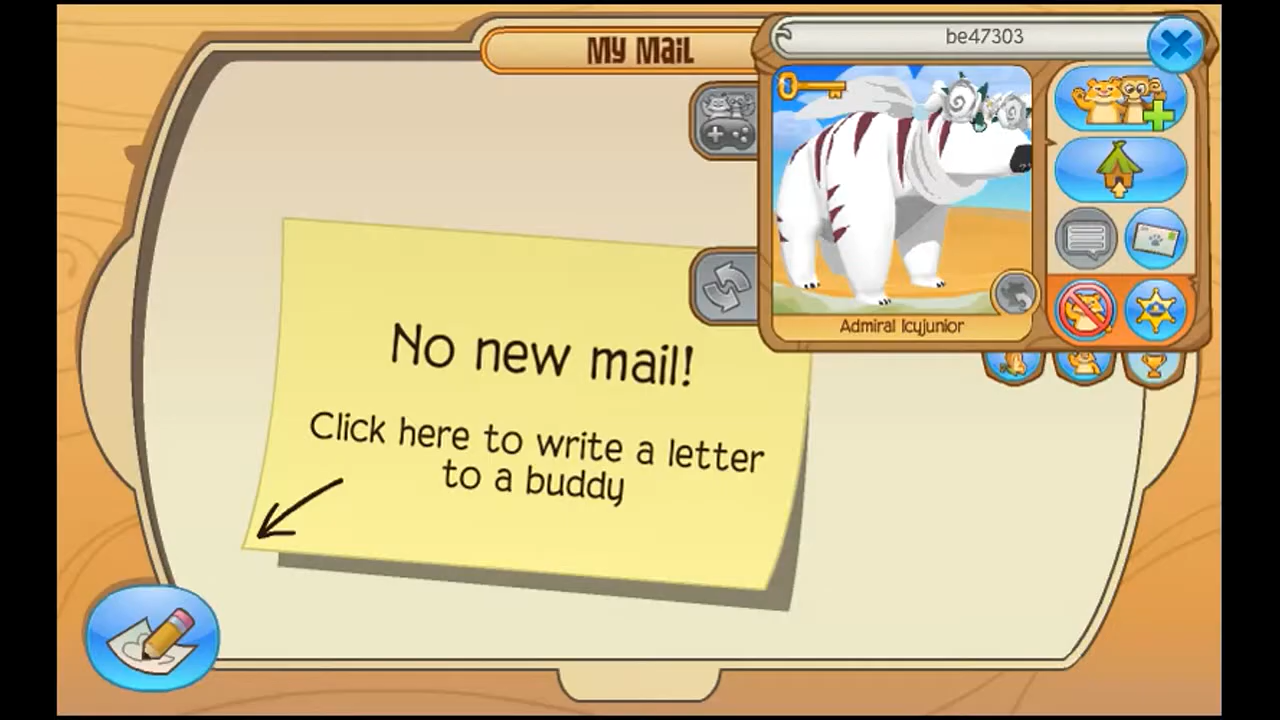 My Mail
be47303
Admiral Icyjunior
No new mail!
Click here to write a letter
to a buddy